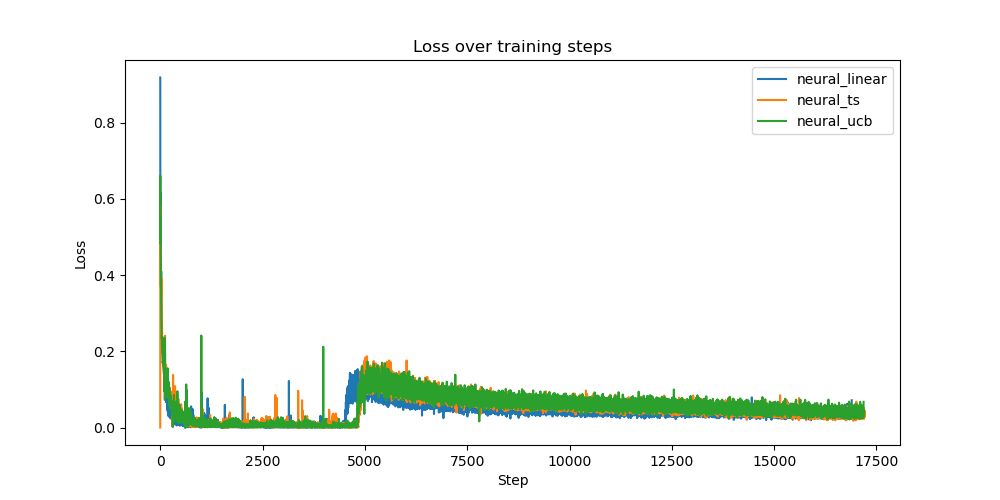 Loss over training steps
neural_linear
neural_ts
neural_ucb
Loss
0.8
0.6
0.4
0.2
0.0
0 2500 5000 7500 10000 12500 15000 17500
Step